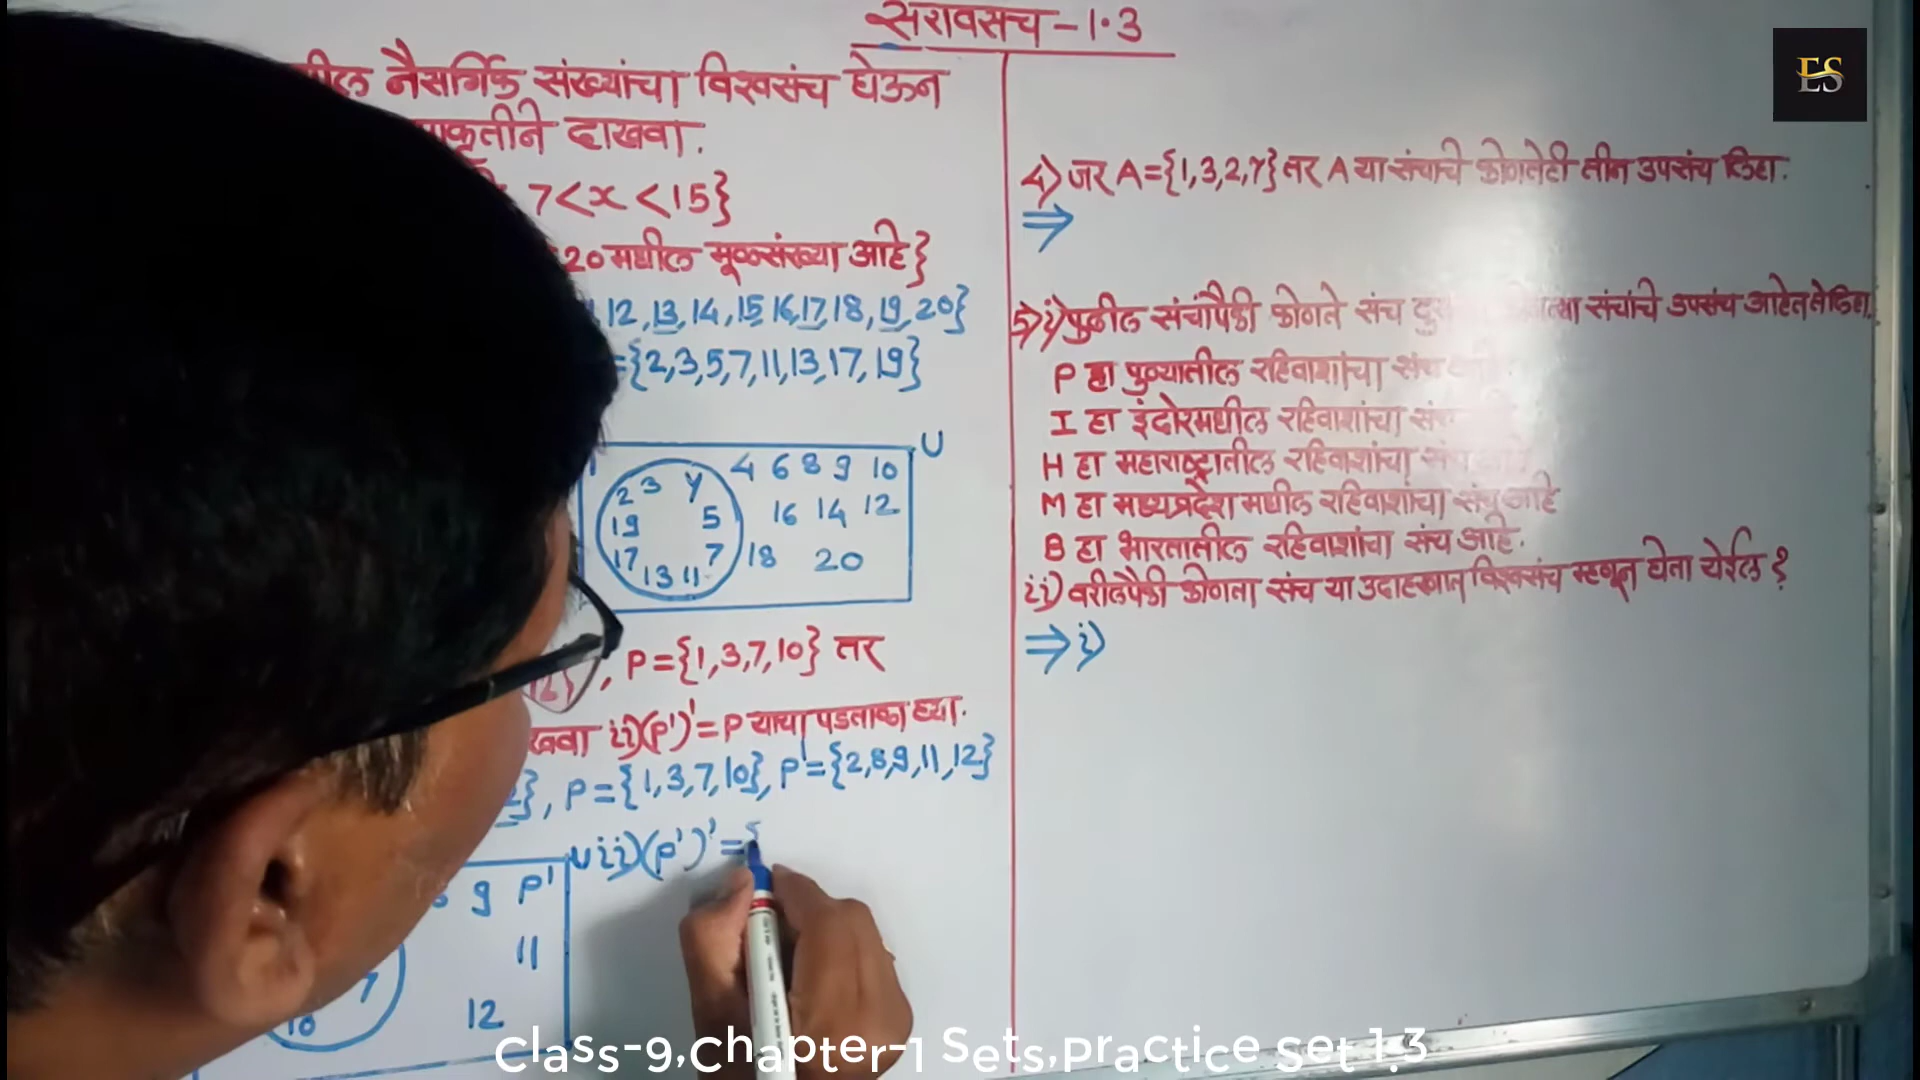 सरावसंच - 1.3
ES
नैसर्गिक संख्यांचा विश्वसंच घेऊन
दाखवा.
7<x<15}
20 मधील मूळसंख्या आहे}
12, 13, 14, 15 16, 17, 18, 19, 20}
={2,3,5,7,11,13,17,19}
U
4 6 8 9 10
2 3 Y
19 5 16 14 12
17 13 11 7 18 20
, P={1,3,7,10} तर
ii)(P')'=P याचा पडताळा घ्या.
, P={1,3,7,10}, P'={2,8,9,11,12}
U ii)(P')'={
9 P'
11
7
10 12
4) जर A={1,3,2,7} तर A या संचाचे कोणतेही तीन उपसंच लिहा.
⇒
5) i) पुढील संचांपैकी कोणते संच संचांचे उपसंच आहेत ते लिहा.
P हा पुण्यातील रहिवाशांचा
I हा इंदोरमधील रहिवाशांचा
H हा महाराष्ट्रातील रहिवाशांचा
M हा मध्यप्रदेशमधील रहिवाशांचा संच आहे
B हा भारतातील रहिवाशांचा संच आहे.
ii) वरीलपैकी कोणता संच या उदाहरणात विश्वसंच म्हणून घेता येईल ?
⇒ i)
Class-9,Chapter-1 Sets,practice set 1.3